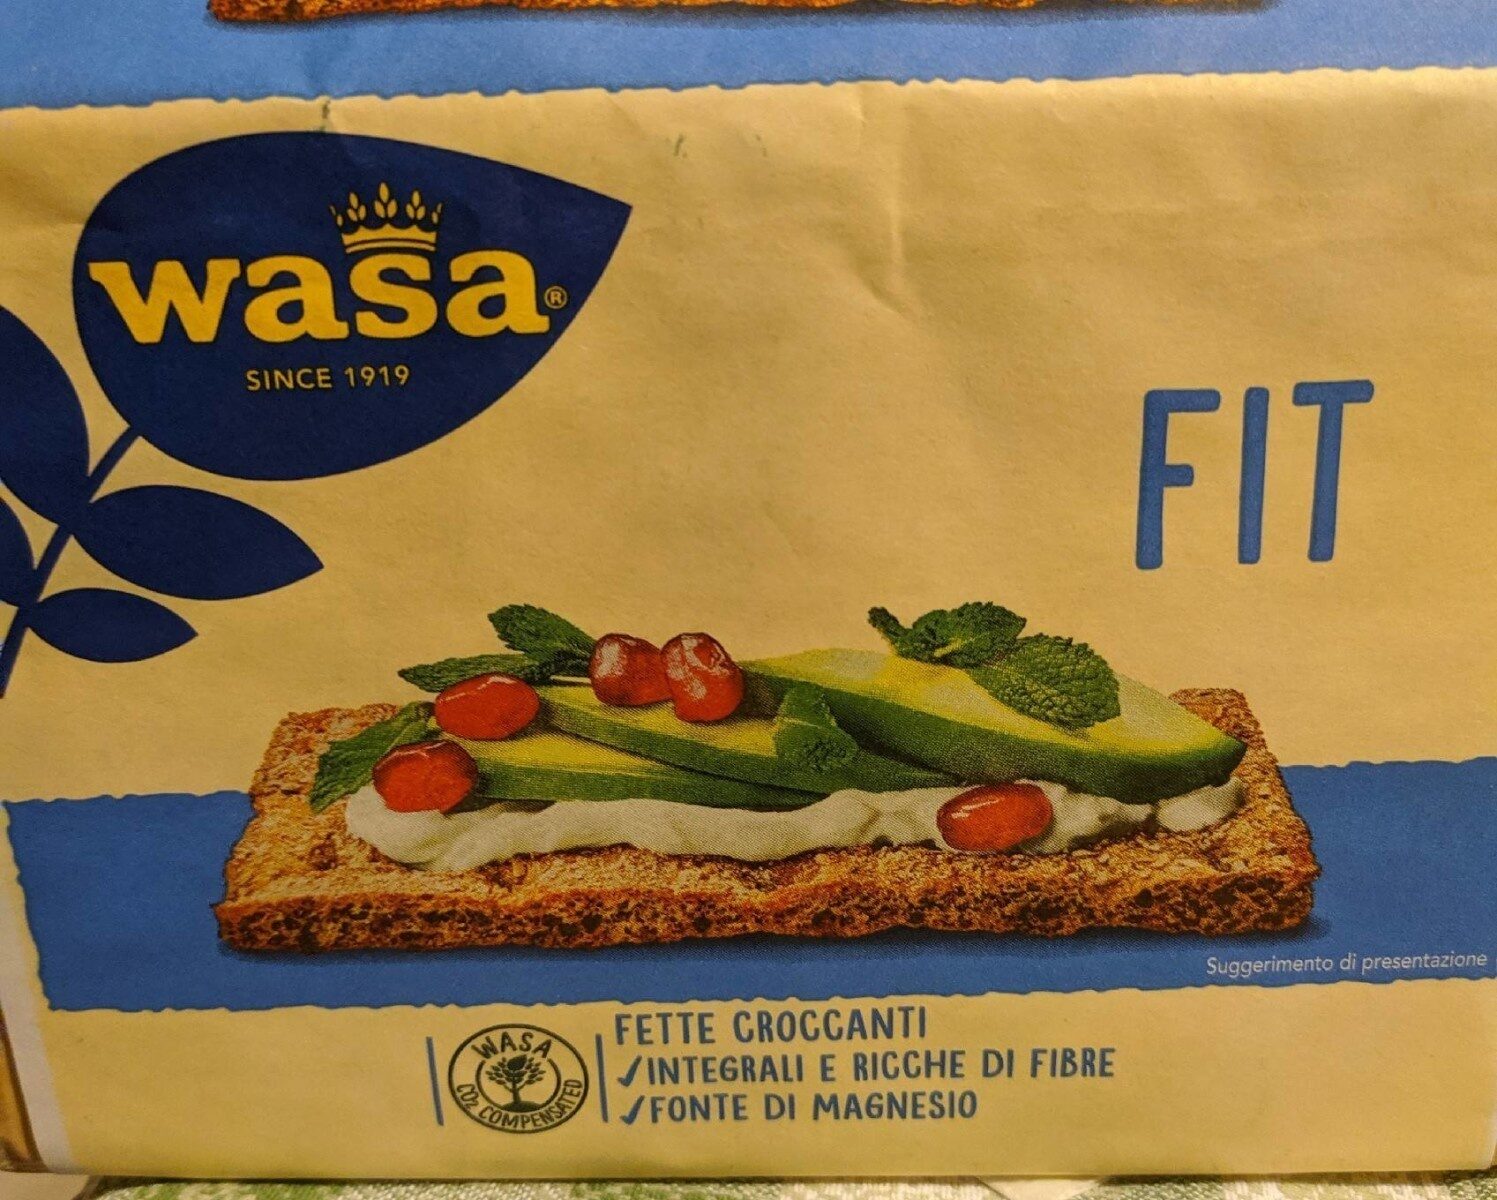 wasa®
SINCE 1919
FIT
Suggerimento di presentazione
FETTE CROCCANTI
✓INTEGRALI E RICCHE DI FIBRE
✓FONTE DI MAGNESIO
WASA
CO₂ COMPENSATED